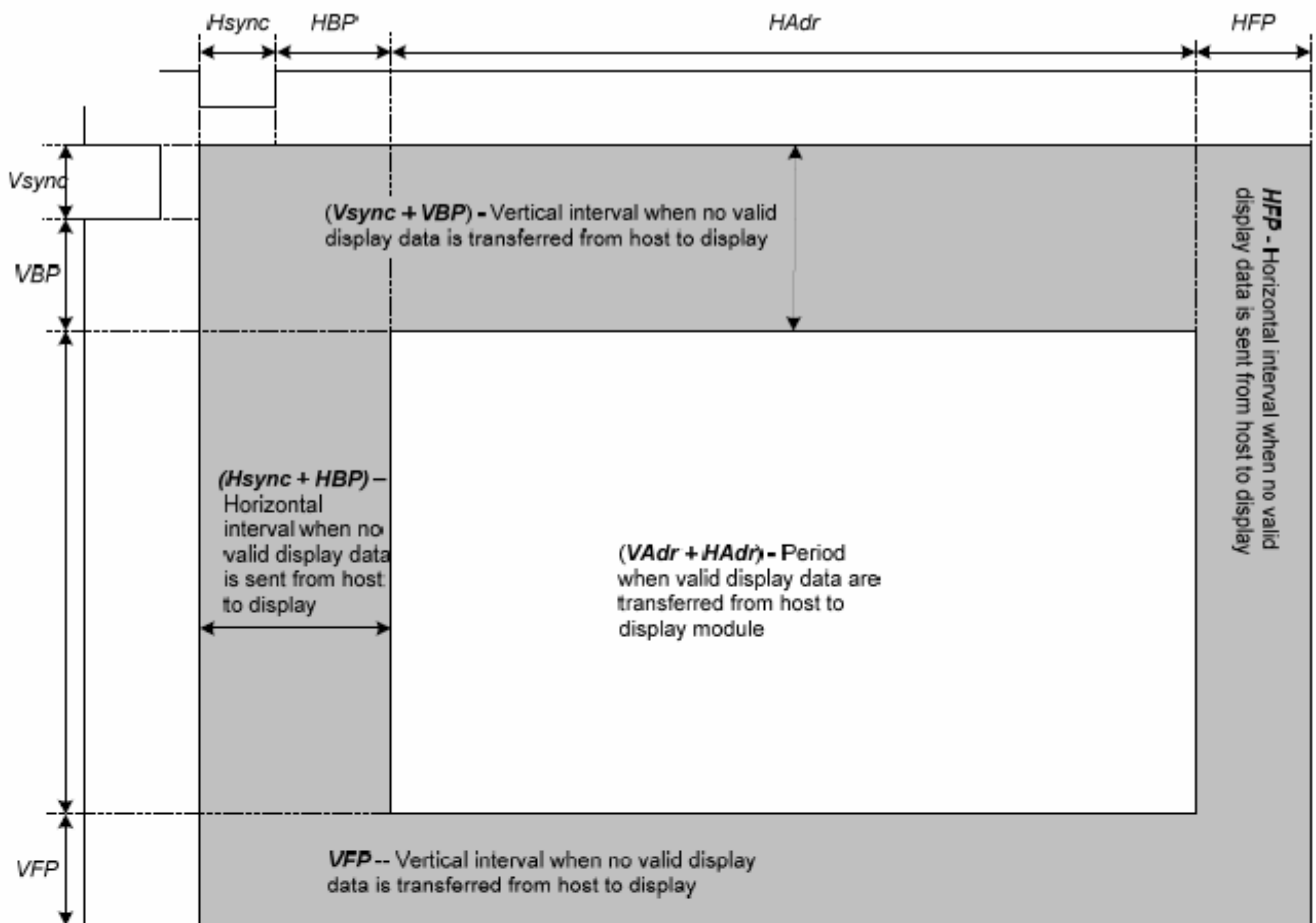 Hsync HBP HAdr HFP
Vsync
VBP
VFP
(Vsync + VBP) - Vertical interval when no valid
display data is transferred from host to display
HFP - Horizontal interval when no valid
display data is sent from host to display
(Hsync + HBP) –
Horizontal
interval when no
valid display data
is sent from host
to display
(VAdr + HAdr) - Period
when valid display data are
transferred from host to
display module
VFP -- Vertical interval when no valid display
data is transferred from host to display